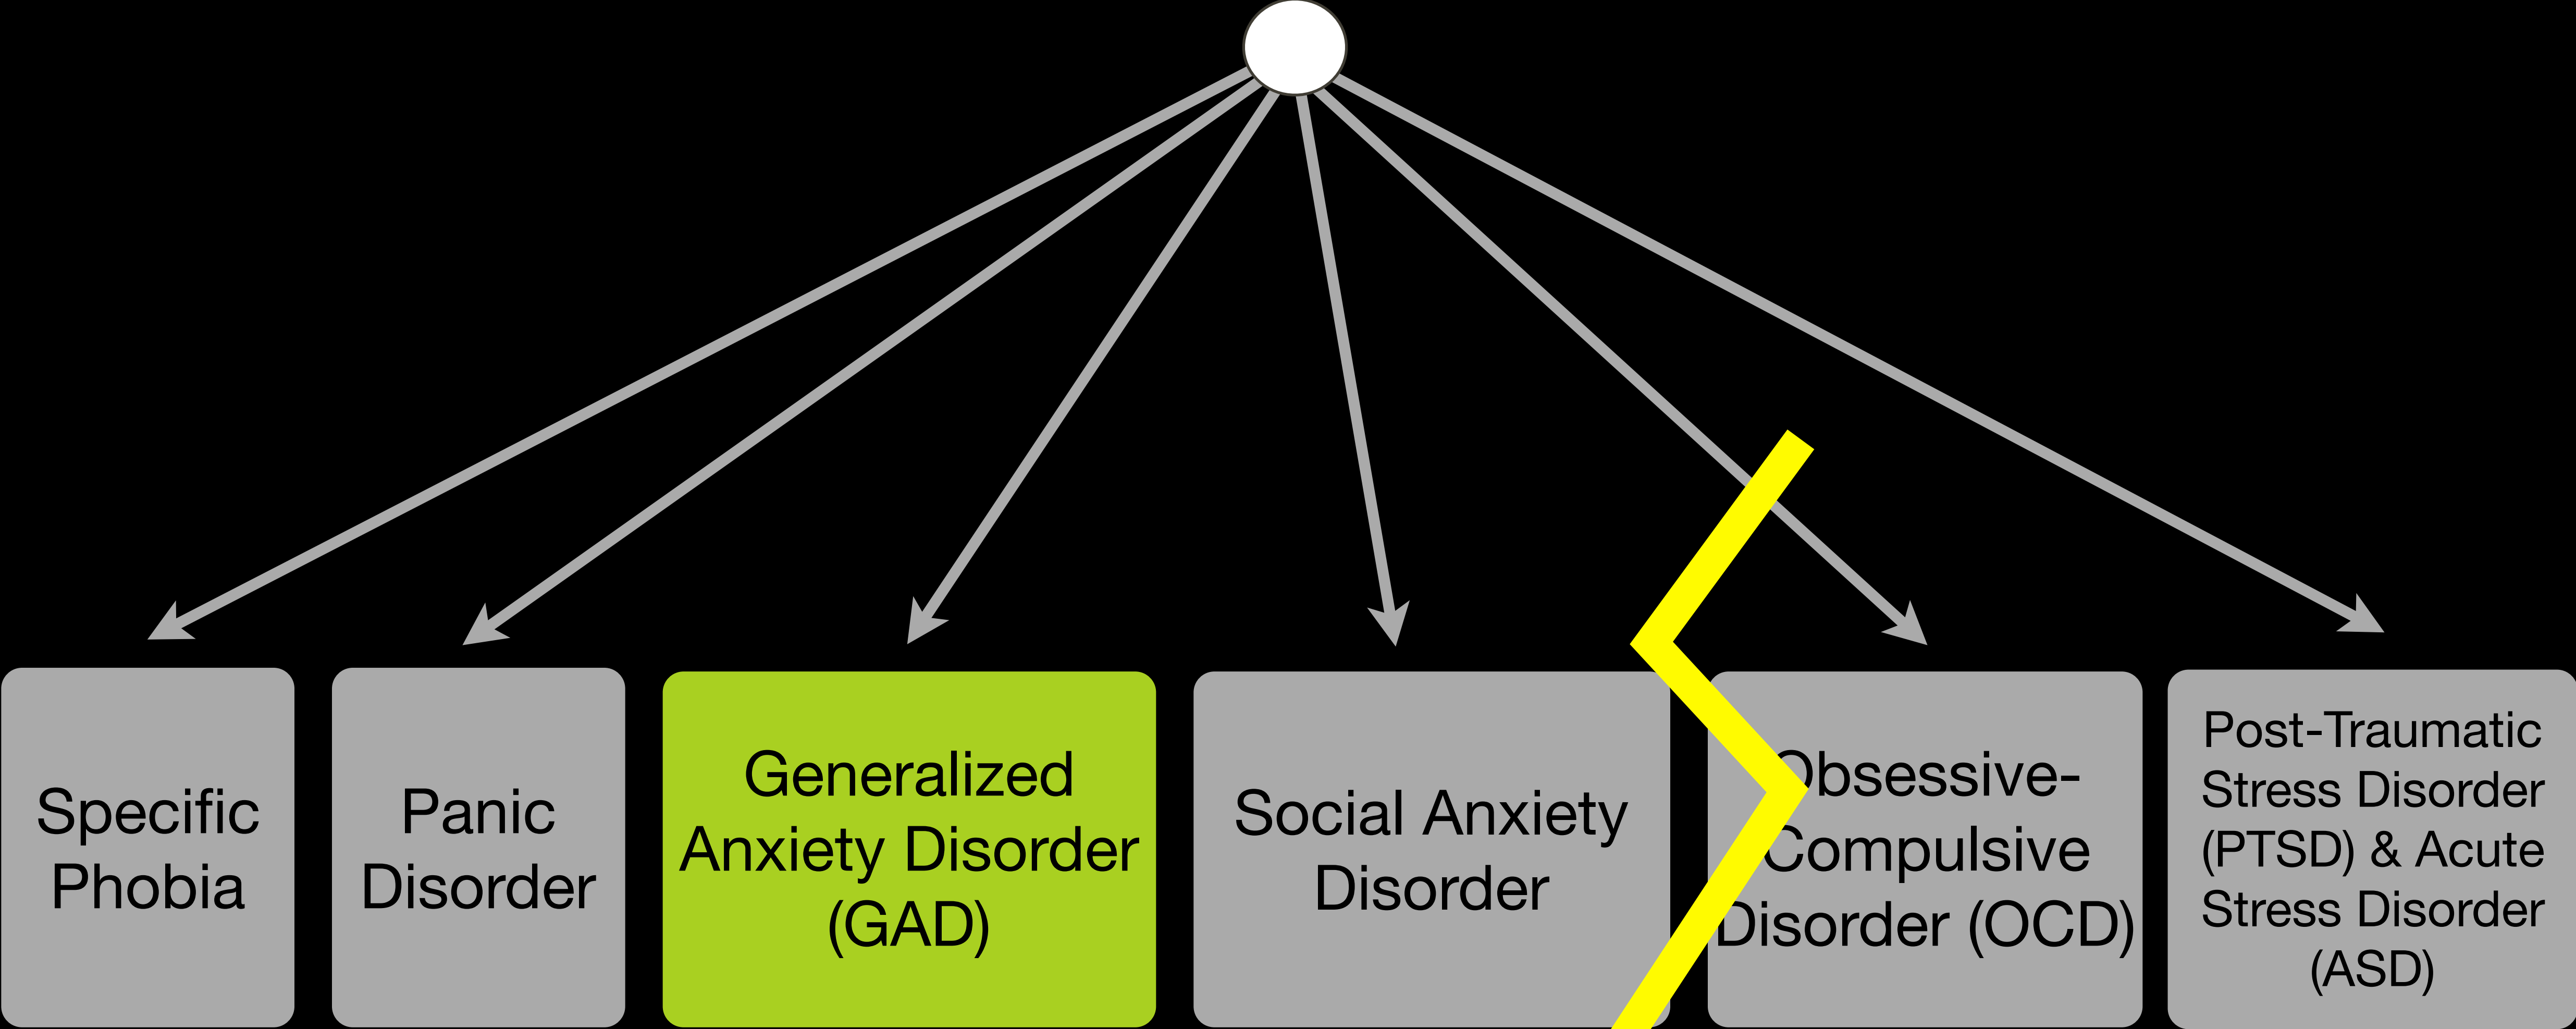 Specific
Phobia
Panic
Disorder
Generalized
Anxiety Disorder
(GAD)
Social Anxiety
Disorder
Obsessive-
Compulsive
Disorder (OCD)
Post-Traumatic
Stress Disorder
(PTSD) & Acute
Stress Disorder
(ASD)